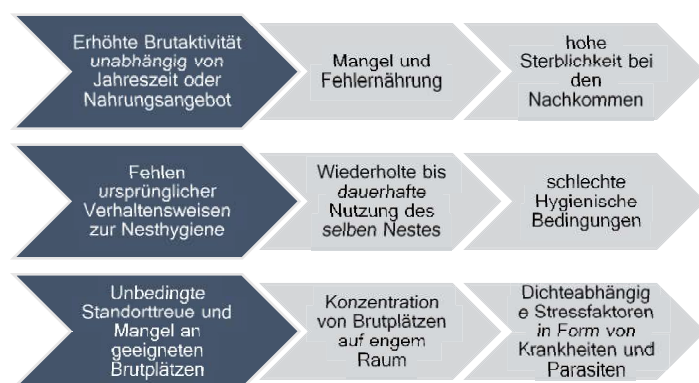 Erhöhte Brutaktivität
unabhängig von
Jahreszeit oder
Nahrungsangebot
Mangel und
Fehlernährung
hohe
Sterblichkeit bei
den
Nachkommen
Fehlen
ursprünglicher
Verhaltensweisen
zur Nesthygiene
Wiederholte bis
dauerhafte
Nutzung des
selben Nestes
schlechte
Hygienische
Bedingungen
Unbedingte
Standorttreue und
Mangel an
geeigneten
Brutplätzen
Konzentration
von Brutplätzen
auf engem
Raum
Dichteabhängig
e Stressfaktoren
in Form von
Krankheiten und
Parasiten